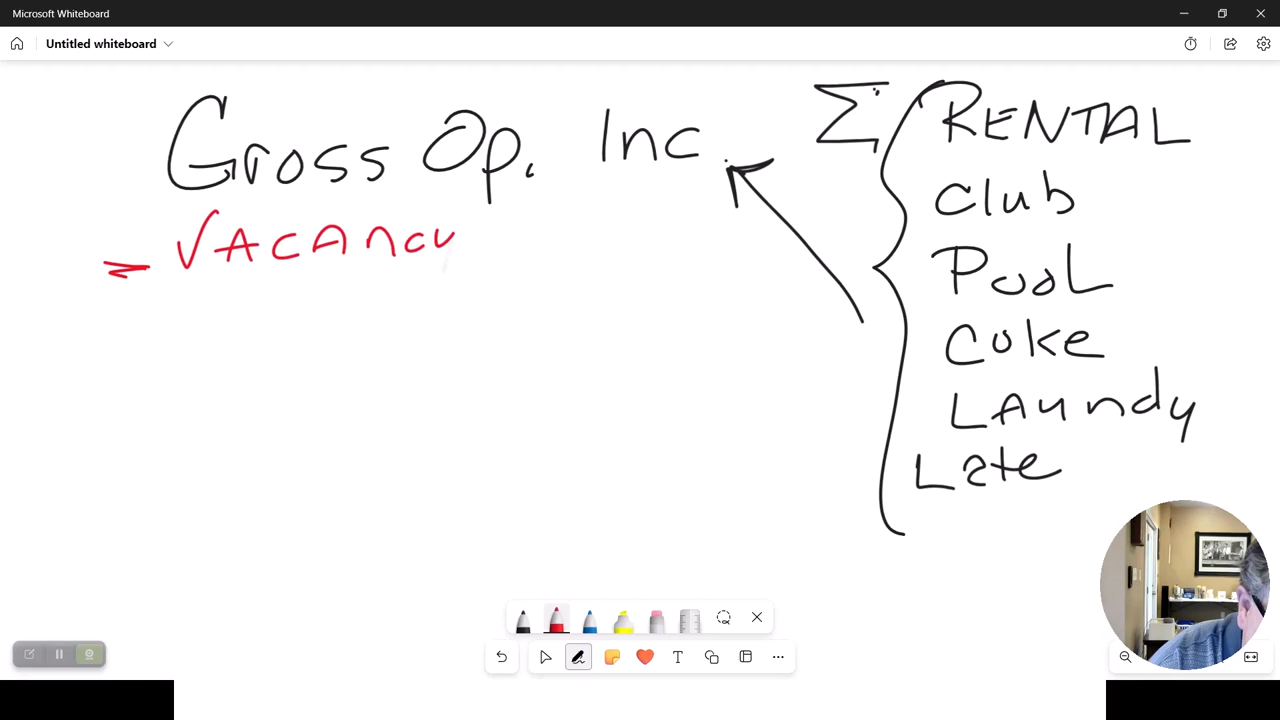 Microsoft Whiteboard
Untitled whiteboard
Gross Op. Inc.
- VACAncy
Σ { RENTAL
Club
PooL
Coke
LAundy
Late